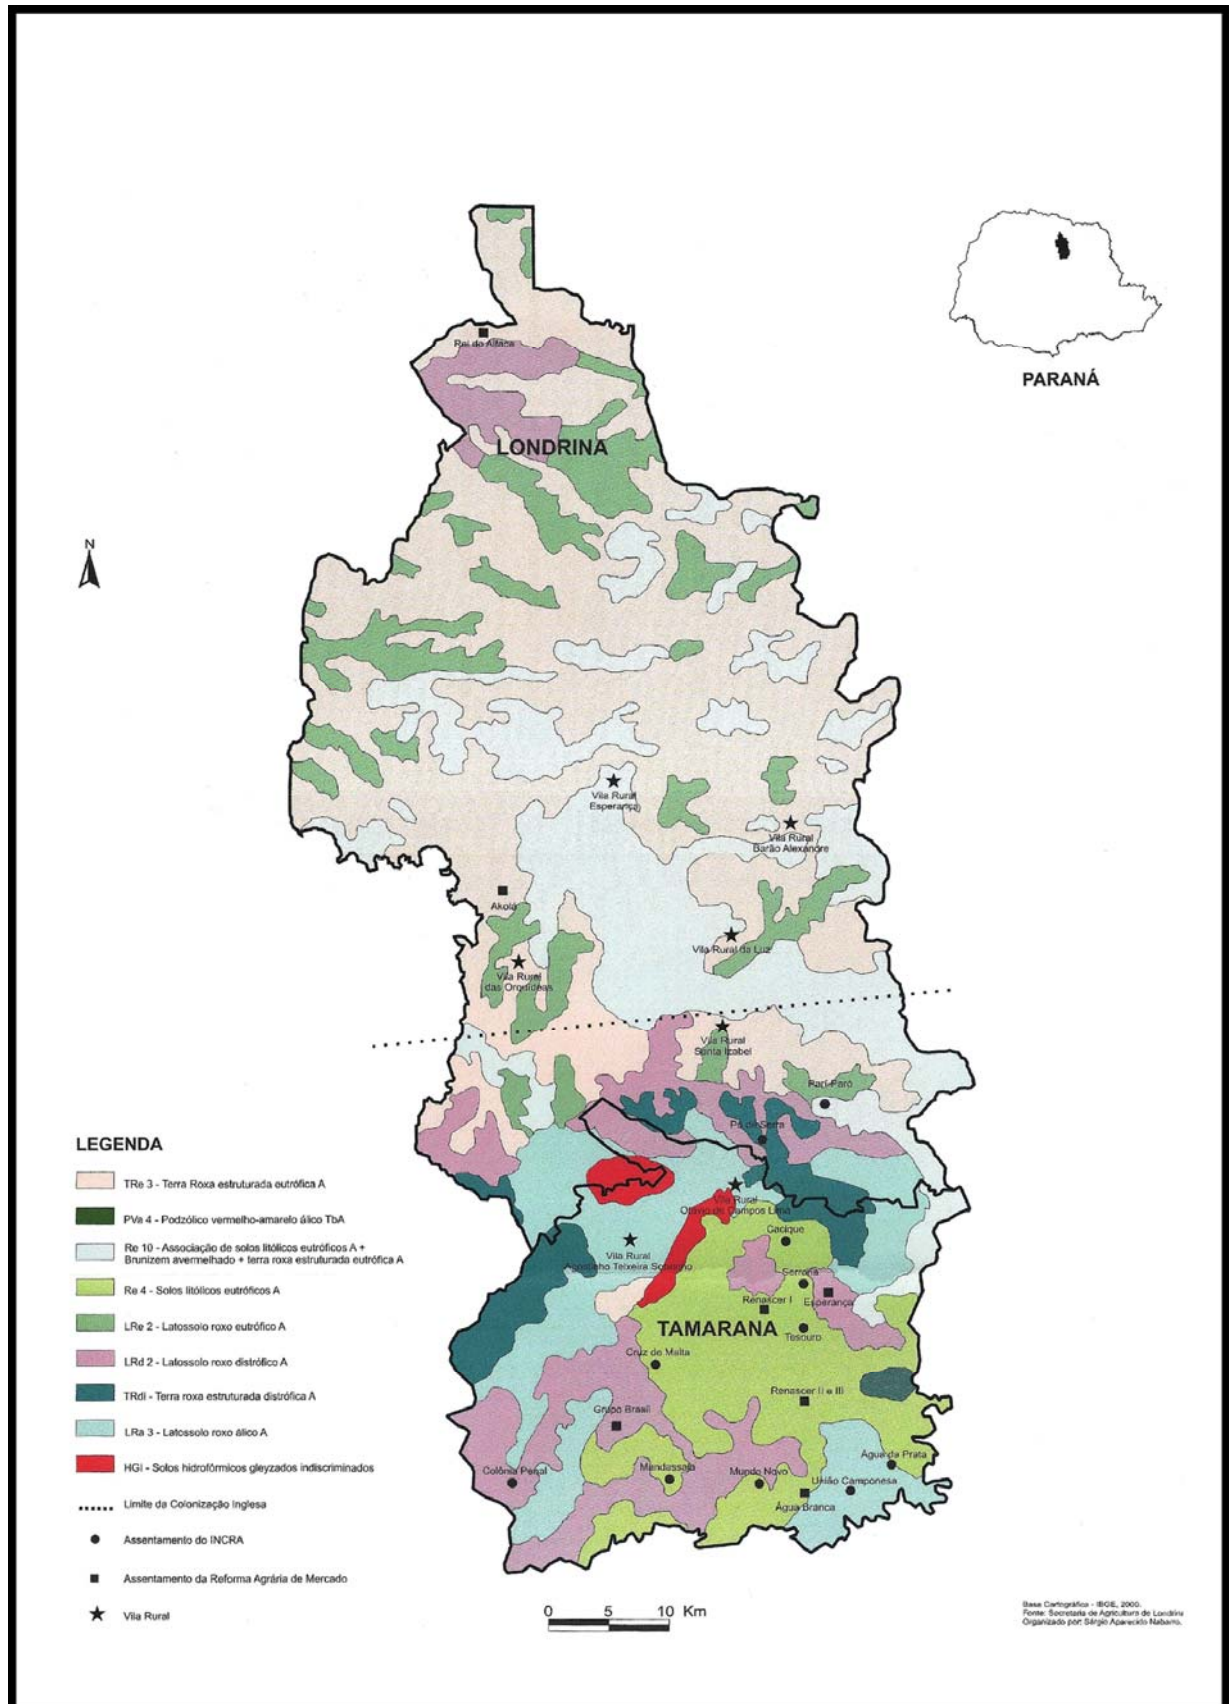 Rei do Alface
LONDRINA
PARANÁ
N
Vila Rural
Esperança
Vila Rural
Barão Alexandre
Akolá
Vila Rural da Luz
Vila Rural
das Orquídeas
Vila Rural
Santa Izabel
Pari-Paró
Pó de Serra
Vila Rural
Otávio de Campos Lima
Cacique
Vila Rural
Teixeira
Serraria
Renascer I
Esperança
TAMARANA
Tesouro
Cruz de Malta
Renascer II e III
Grupo Brasil
Água da Prata
Colônia Penal
Mandassaia
Mundo Novo
União Camponesa
Água Branca
LEGENDA
TRe 3 - Terra Roxa estruturada eutrófica A
PVa 4 - Podzólico vermelho-amarelo álico TbA
Re 10 - Associação de solos litólicos eutróficos A +
Brunizem avermelhado + terra roxa estruturada eutrófica A
Re 4 - Solos litólicos eutróficos A
LRe 2 - Latossolo roxo eutrófico A
LRd 2 - Latossolo roxo distrófico A
TRdi - Terra roxa estruturada distrófica A
LRa 3 - Latossolo roxo álico A
HGI - Solos hidrofórmicos gleyzados indiscriminados
Limite da Colonização Inglesa
Assentamento do INCRA
Assentamento da Reforma Agrária de Mercado
Vila Rural
0 5 10 Km
Base Cartográfica - IBGE, 2000.
Fonte: Secretaria de Agricultura de Londrina
Organizado por: Sérgio Aparecido Nabarro.